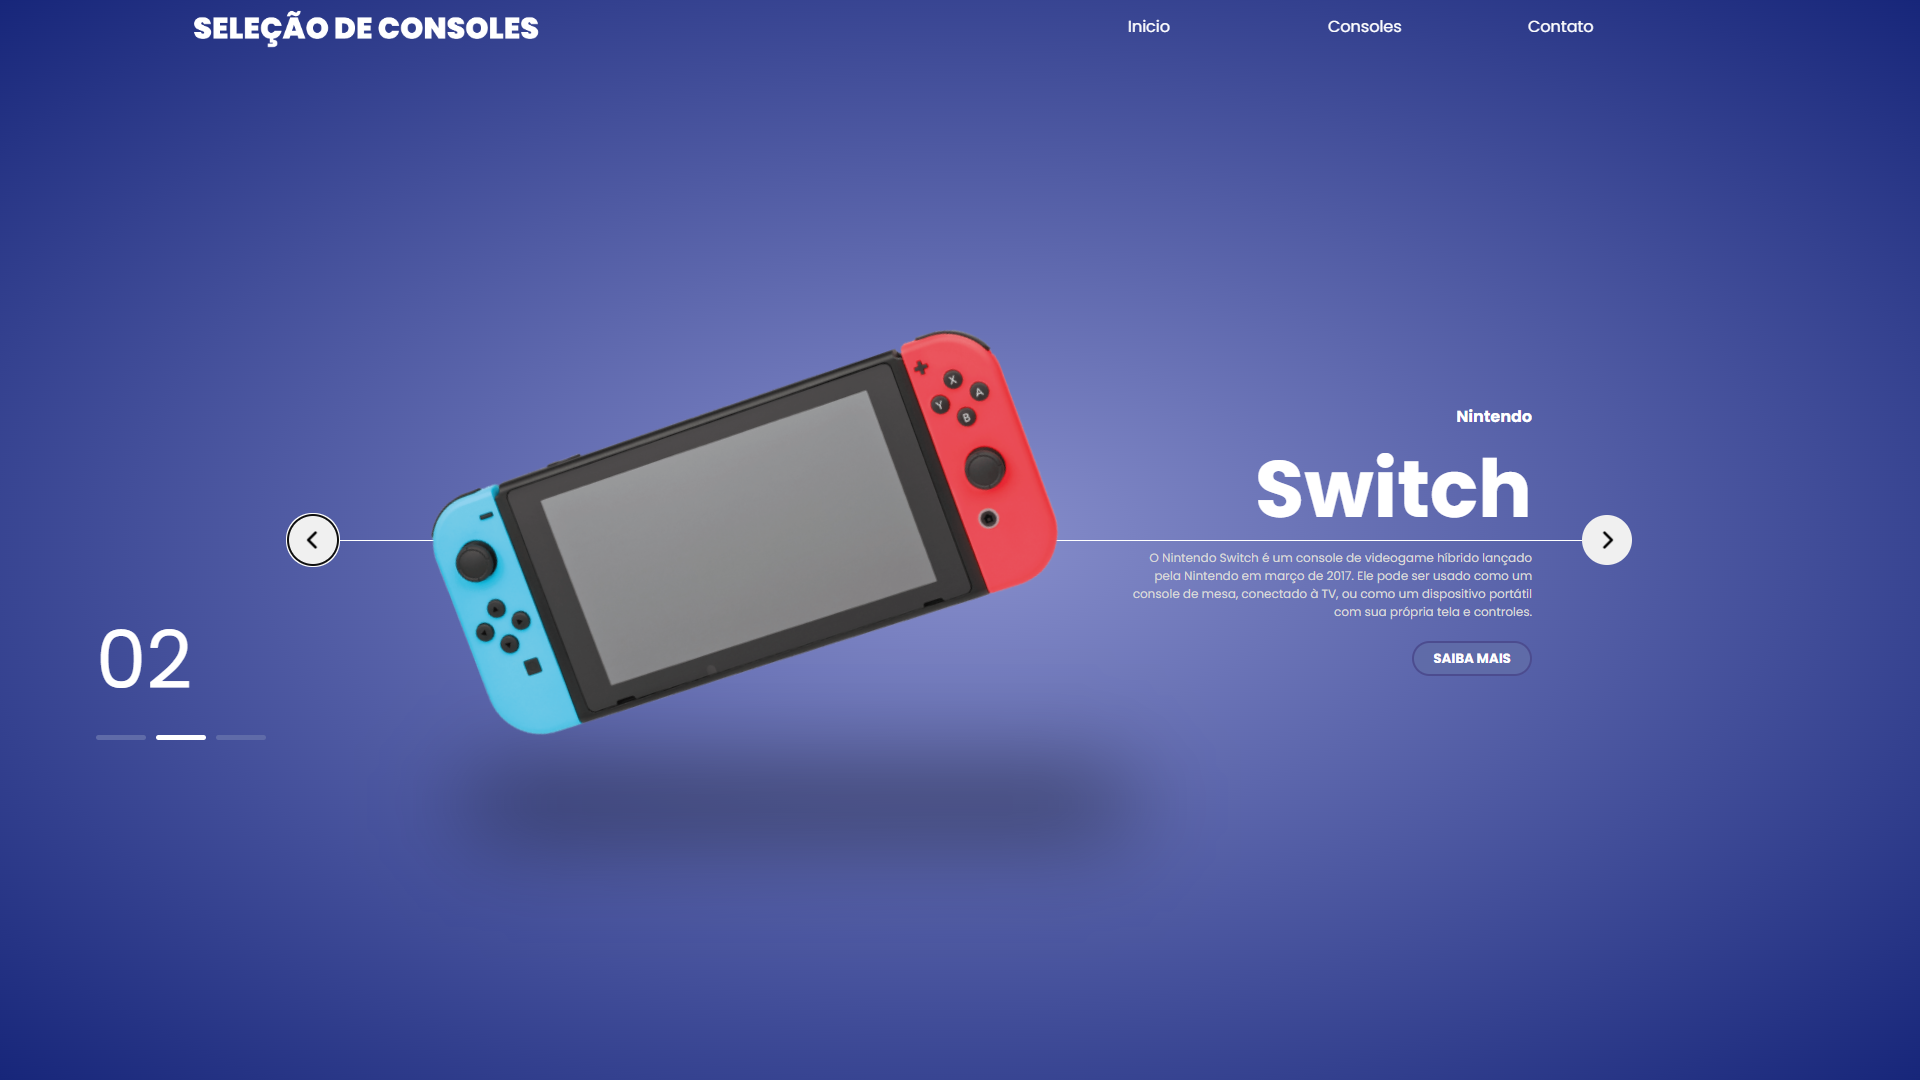 SELEÇÃO DE CONSOLES
Inicio
Consoles
Contato
X
A
Y
B
Nintendo
Switch
O Nintendo Switch é um console de videogame híbrido lançado
pela Nintendo em março de 2017. Ele pode ser usado como um
console de mesa, conectado à TV, ou como um dispositivo portátil
com sua própria tela e controles.
02
SAIBA MAIS